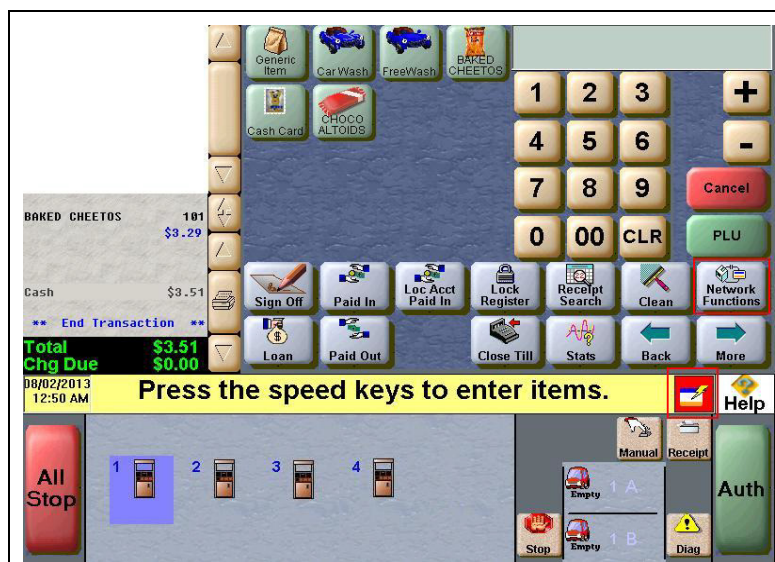 Generic
Item
Car Wash
FreeWash
BAKED
CHEETOS
Cash Card
CHOCO
ALTOIDS
1 2 3 +
4 5 6 -
7 8 9 Cancel
0 00 CLR PLU
BAKED CHEETOS 101
$3.29
Cash $3.51
** End Transaction **
Total $3.51
Chg Due $0.00
Sign Off
Paid In
Loc Acct
Paid In
Lock
Register
Receipt
Search
Clean
Network
Functions
Loan
Paid Out
Close Till
Stats
Back
More
08/02/2013
12:50 AM
Press the speed keys to enter items.
Help
All
Stop
1 2 3 4
Manual
Receipt
Empty 1 A
Empty 1 B
Stop
Diag
Auth